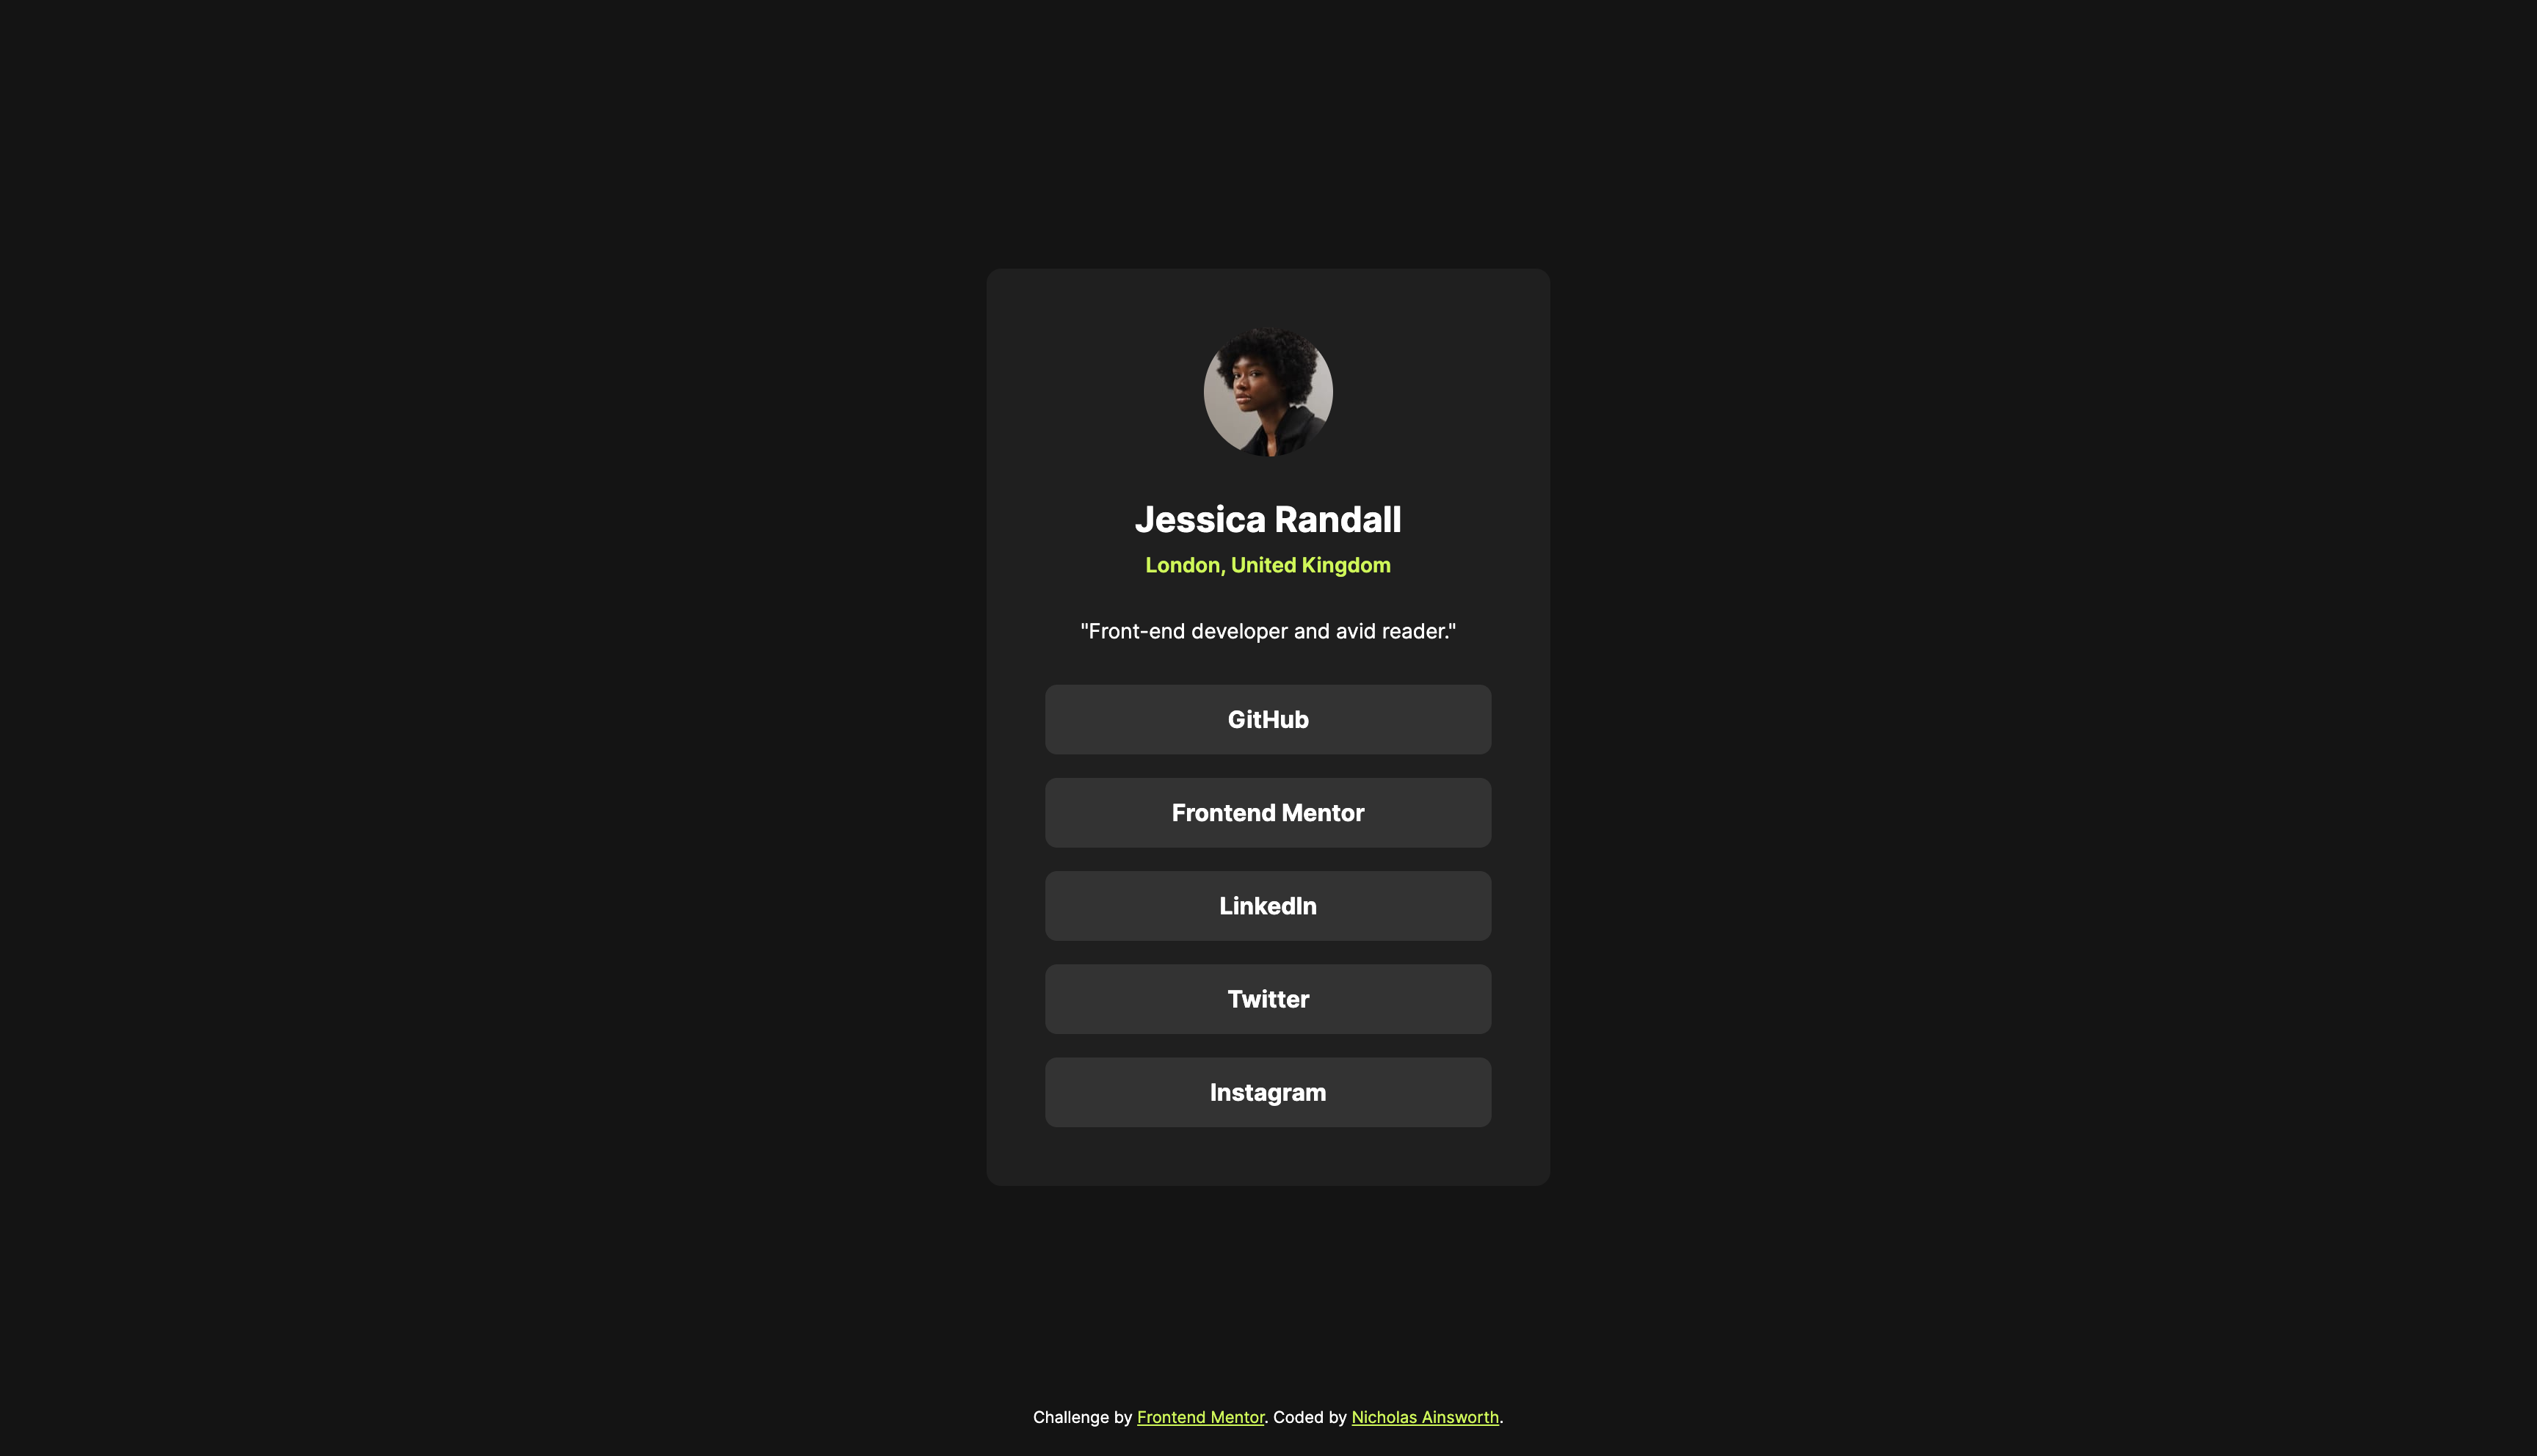 Jessica Randall
London, United Kingdom
"Front-end developer and avid reader."
GitHub
Frontend Mentor
LinkedIn
Twitter
Instagram
Challenge by Frontend Mentor. Coded by Nicholas Ainsworth.